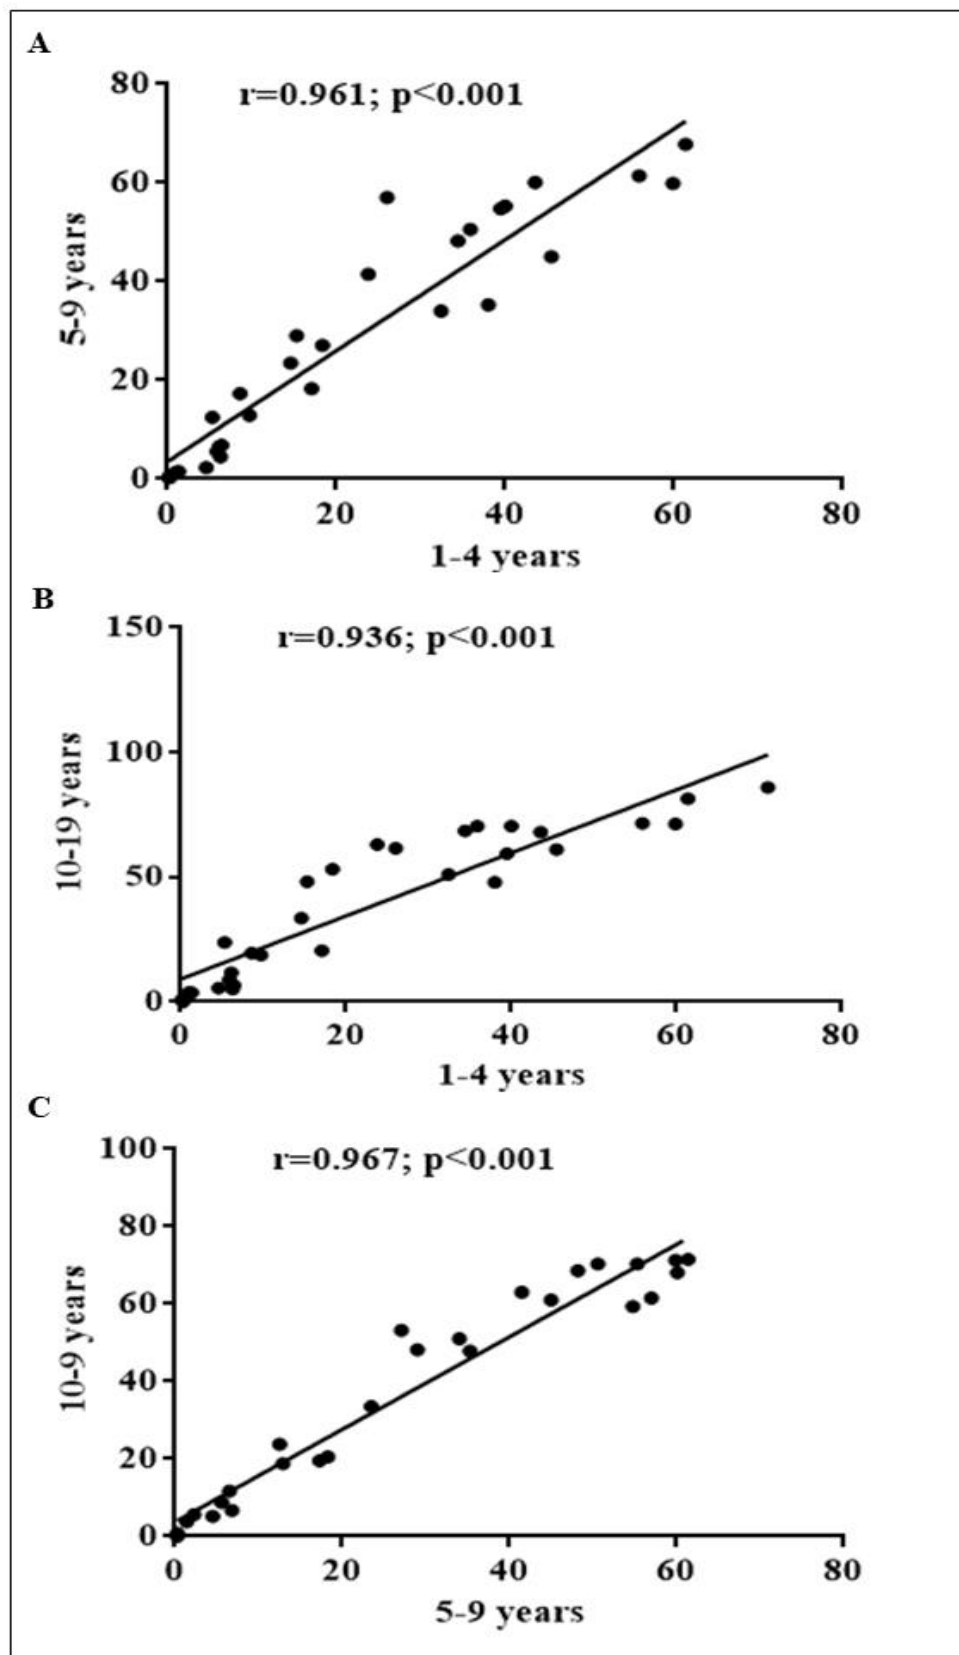 A
r=0.961; p<0.001
80
60
40
20
0
5-9 years
0 20 40 60 80
1-4 years
B
r=0.936; p<0.001
150
100
50
0
10-19 years
0 20 40 60 80
1-4 years
C
r=0.967; p<0.001
100
80
60
40
20
0
10-9 years
0 20 40 60 80
5-9 years